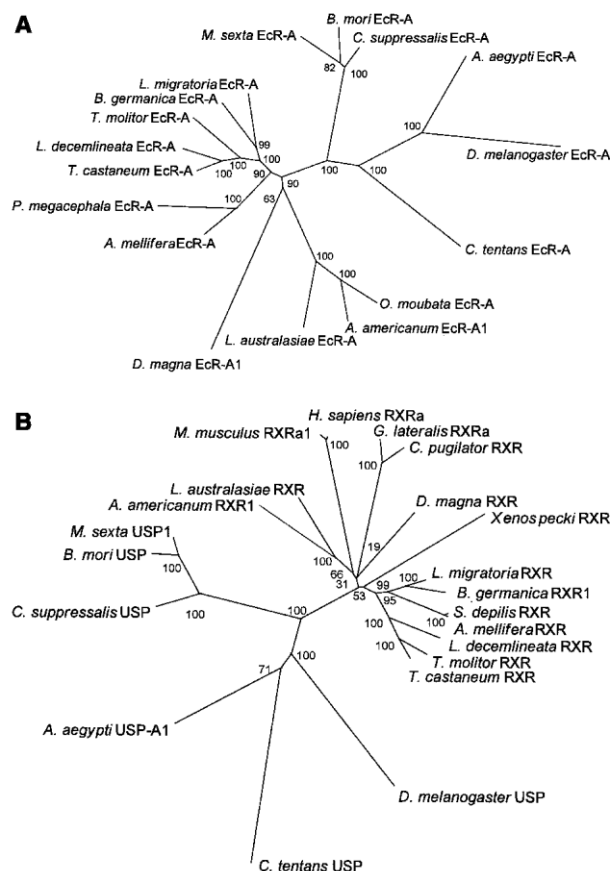 A
B. mori EcR-A
M. sexta EcR-A
C. suppressalis EcR-A
82
100
A. aegypti EcR-A
L. migratoria EcR-A
B. germanica EcR-A
T. molitor EcR-A
100
99
L. decemlineata EcR-A
D. melanogaster EcR-A
100
100
T. castaneum EcR-A
100
90
90
100
100
63
P. megacephala EcR-A
100
A. mellifera EcR-A
C. tentans EcR-A
100
100
O. moubata EcR-A
A. americanum EcR-A1
L. australasiae EcR-A
D. magna EcR-A1
B
H. sapiens RXRa
G. lateralis RXRa
M. musculus RXRa1
100
C. pugilator RXR
100
L. australasiae RXR
A. americanum RXR1
D. magna RXR
Xenos pecki RXR
M. sexta USP1
19
B. mori USP
100
100
66
31
53
99
100
L. migratoria RXR
B. germanica RXR1
95
C. suppressalis USP
100
100
S. depilis RXR
100
100
A. mellifera RXR
L. decemlineata RXR
100
T. molitor RXR
T. castaneum RXR
100
71
A. aegypti USP-A1
D. melanogaster USP
C. tentans USP